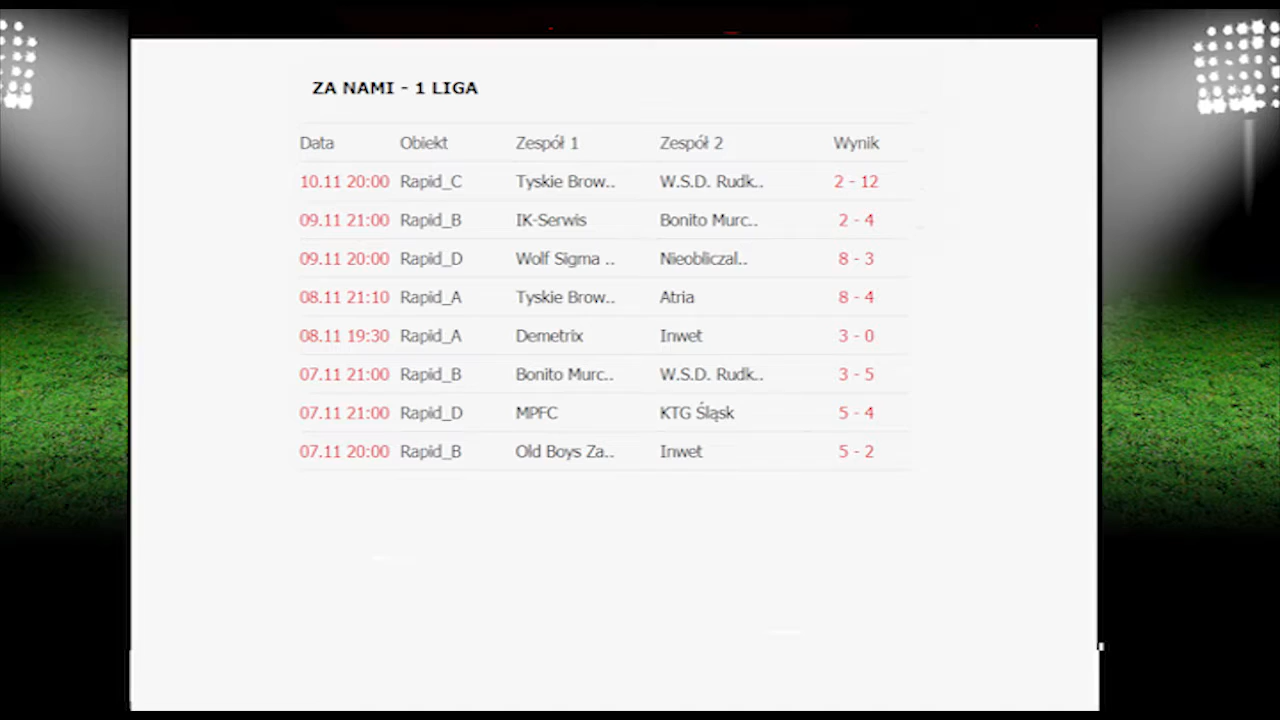 ZA NAMI - 1 LIGA
Data Obiekt Zespół 1 Zespół 2 Wynik
10.11 20:00 Rapid_C Tyskie Brow.. W.S.D. Rudk.. 2 - 12
09.11 21:00 Rapid_B IK-Serwis Bonito Murc.. 2 - 4
09.11 20:00 Rapid_D Wolf Sigma .. Nieobliczal.. 8 - 3
08.11 21:10 Rapid_A Tyskie Brow.. Atria 8 - 4
08.11 19:30 Rapid_A Demetrix Inwet 3 - 0
07.11 21:00 Rapid_B Bonito Murc.. W.S.D. Rudk.. 3 - 5
07.11 21:00 Rapid_D MPFC KTG Śląsk 5 - 4
07.11 20:00 Rapid_B Old Boys Za.. Inwet 5 - 2